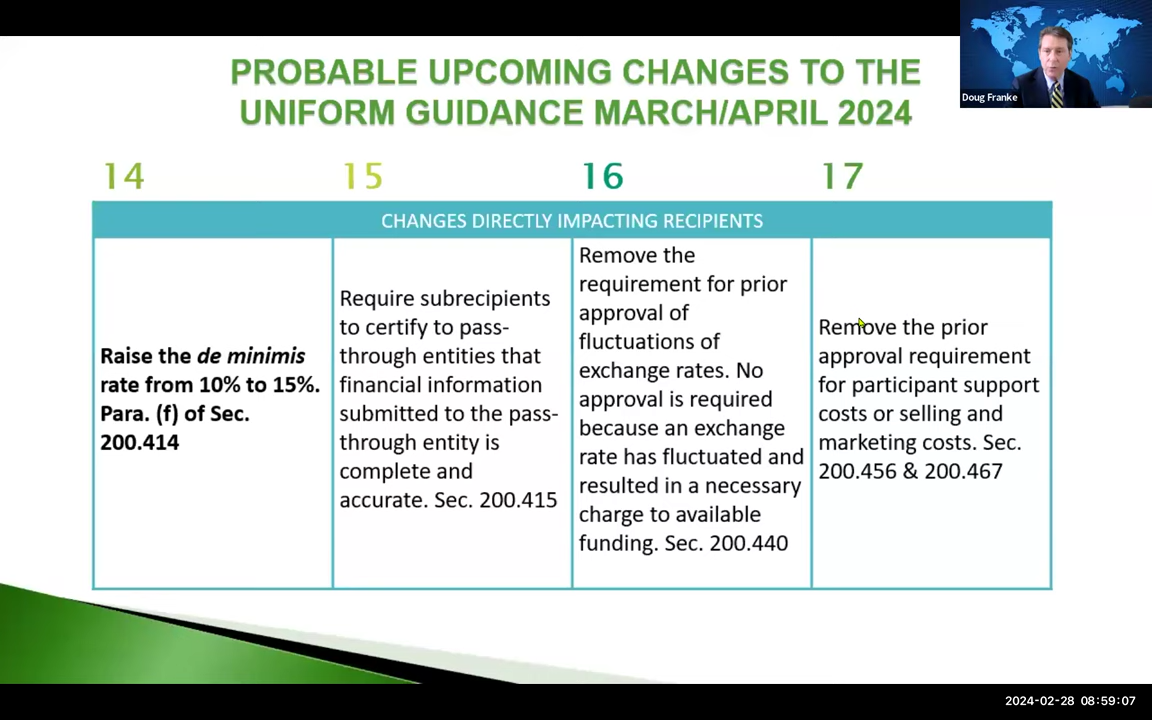 PROBABLE UPCOMING CHANGES TO THE
UNIFORM GUIDANCE MARCH/APRIL 2024
Doug Franke
14
15
16
17
CHANGES DIRECTLY IMPACTING RECIPIENTS
Raise the de minimis
rate from 10% to 15%.
Para. (f) of Sec.
200.414
Require subrecipients
to certify to pass-
through entities that
financial information
submitted to the pass-
through entity is
complete and
accurate. Sec. 200.415
Remove the
requirement for prior
approval of
fluctuations of
exchange rates. No
approval is required
because an exchange
rate has fluctuated and
resulted in a necessary
charge to available
funding. Sec. 200.440
Remove the prior
approval requirement
for participant support
costs or selling and
marketing costs. Sec.
200.456 & 200.467
2024-02-28 08:59:07